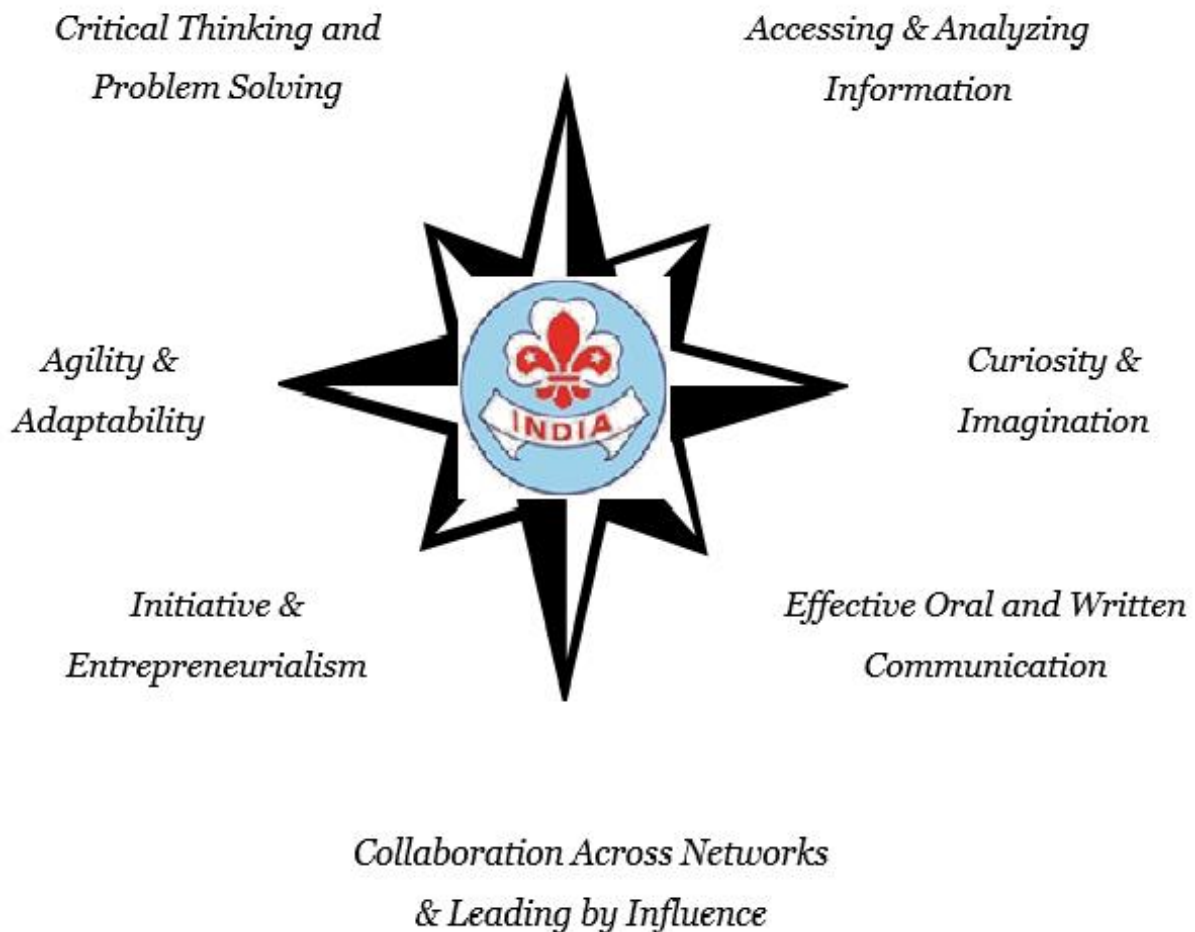 Critical Thinking and
Problem Solving
Accessing & Analyzing
Information
Agility &
Adaptability
INDIA
Curiosity &
Imagination
Initiative &
Entrepreneurialism
Effective Oral and Written
Communication
Collaboration Across Networks
& Leading by Influence